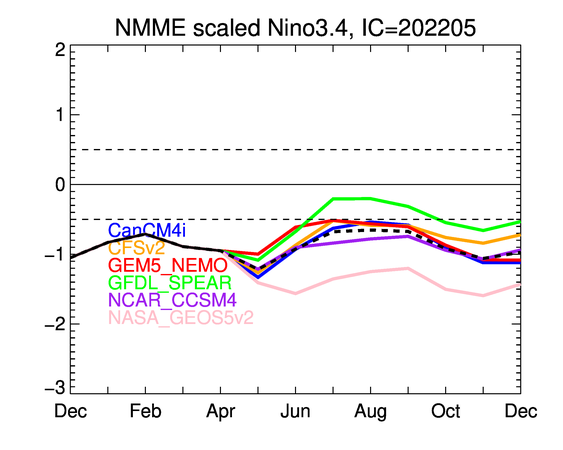 NMME scaled Nino3.4, IC=202205
2
1
0
−1
−2
−3
CanCM4i
CFSv2
GEM5_NEMO
GFDL_SPEAR
NCAR_CCSM4
NASA_GEOS5v2
Dec Feb Apr Jun Aug Oct Dec